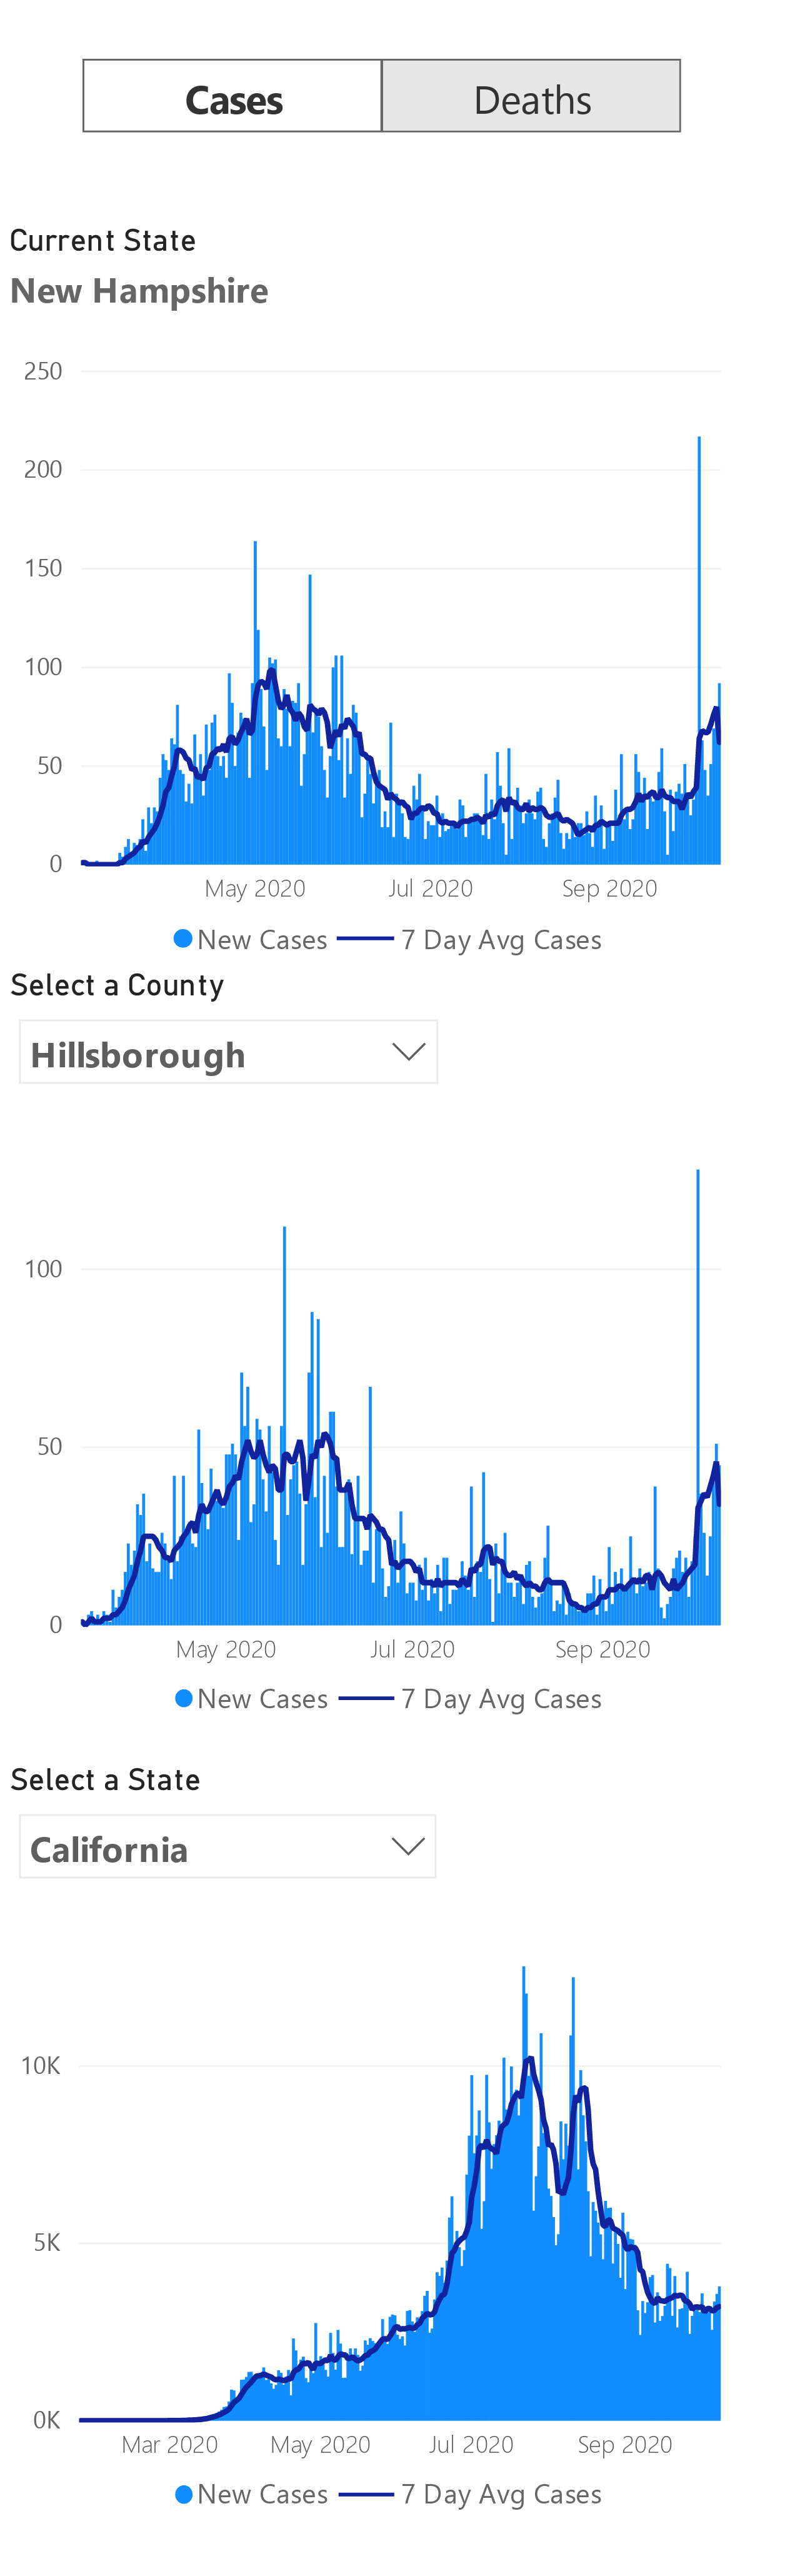 Cases Deaths
Current State
New Hampshire
250
200
150
100
50
0
May 2020 Jul 2020 Sep 2020
New Cases 7 Day Avg Cases
Select a County
Hillsborough
100
50
0
May 2020 Jul 2020 Sep 2020
New Cases 7 Day Avg Cases
Select a State
California
10K
5K
0K
Mar 2020 May 2020 Jul 2020 Sep 2020
New Cases 7 Day Avg Cases